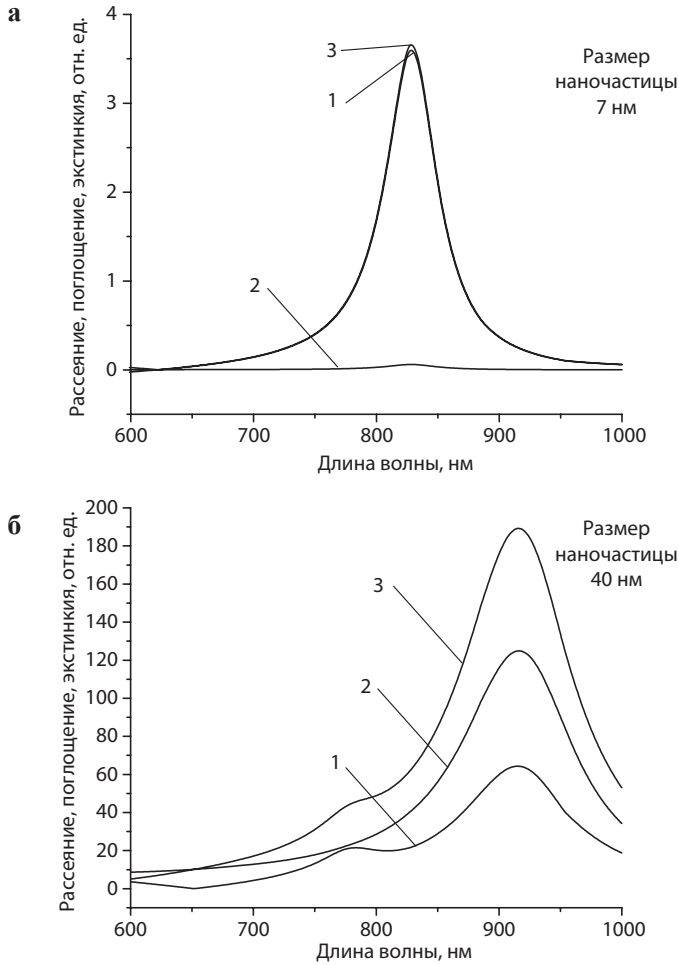 а
Рассеяние, поглощение, экстинкия, отн. ед.
4
3
2
1
0
3
1
2
Размер
наночастицы
7 нм
600
700
800
900
1000
Длина волны, нм
б
Рассеяние, поглощение, экстинкия, отн. ед.
200
180
160
140
120
100
80
60
40
20
0
3
2
1
Размер
наночастицы
40 нм
600
700
800
900
1000
Длина волны, нм